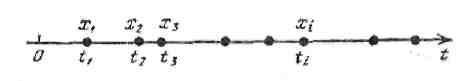 x₁ x₂ x₃ xᵢ
0 t₁ t₂ t₃ tᵢ t